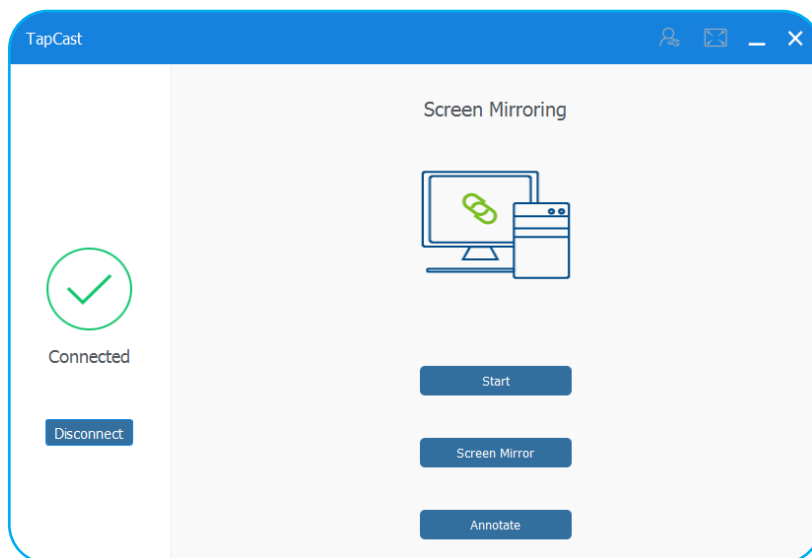 TapCast
Screen Mirroring
Connected
Disconnect
Start
Screen Mirror
Annotate